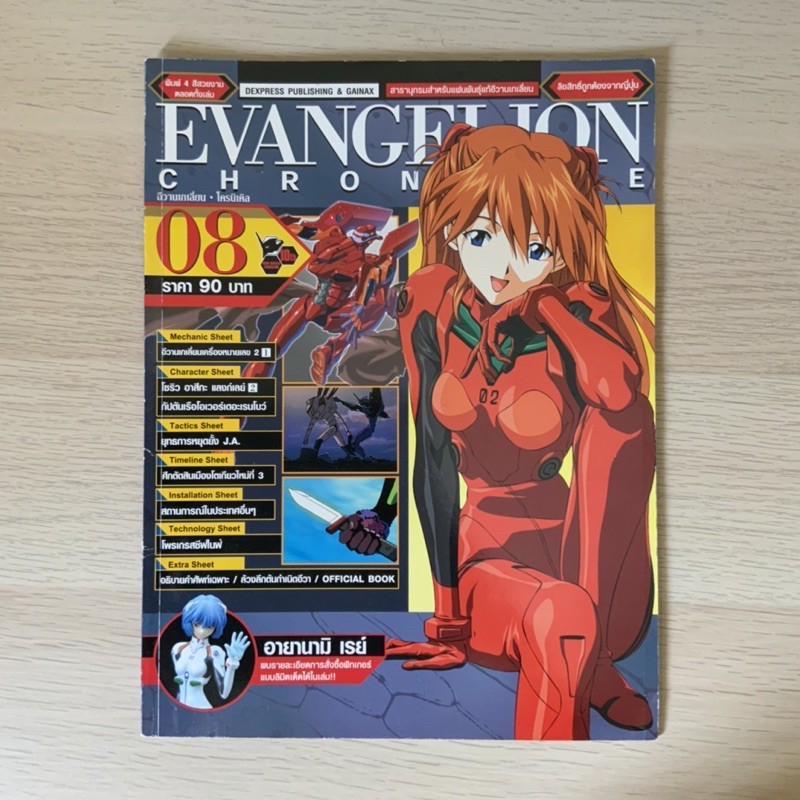 พิมพ์ 4 สีสวยงาม
ตลอดทั้งเล่ม
DEXPRESS PUBLISHING & GAINAX
สารานุกรมสำหรับแฟนพันธุ์แท้อีวานเกเลี่ยน
ลิขสิทธิ์ถูกต้องจากญี่ปุ่น
EVANGELION
CHRON E
อีวานเกเลี่ยน • โครนิเคิล
08
ราคา 90 บาท
Mechanic Sheet
อีวานเกเลี่ยนเครื่องหมายเลข 2 1
Character Sheet
โซริว อาสึกะ แลงก์เลย์ 2
กัปตันเรือโอเวอร์เดอะเรนโบว์
Tactics Sheet
ยุทธการหยุดยั้ง J.A.
Timeline Sheet
ศึกตัดสินเมืองโตเกียวใหม่ที่ 3
Installation Sheet
สถานการณ์ในประเทศอื่นๆ
Technology Sheet
โพรเกรสซีฟไนฟ์
Extra Sheet
อธิบายคำศัพท์เฉพาะ / ล้วงลึกต้นกำเนิดอีวา / OFFICIAL BOOK
02
อายานามิ เรย์
พบรายละเอียดการสั่งซื้อฟิกเกอร์
แบบลิมิตเต็ดได้ในเล่ม!!